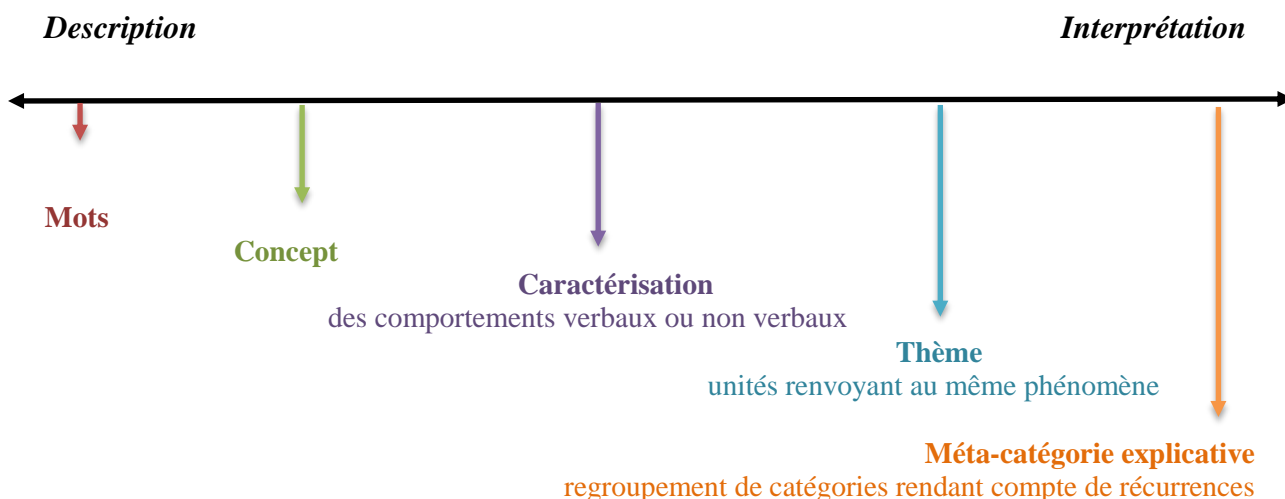 Description
Interprétation
Mots
Concept
Caractérisation
des comportements verbaux ou non verbaux
Thème
unités renvoyant au même phénomène
Méta-catégorie explicative
regroupement de catégories rendant compte de récurrences